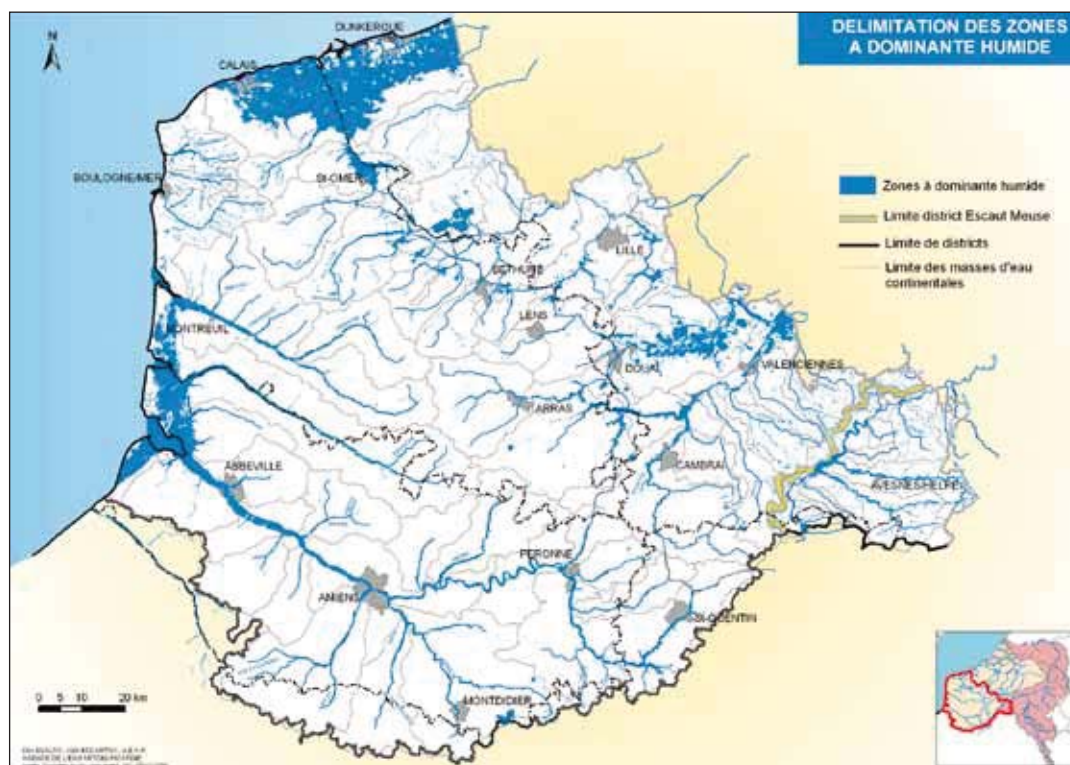 DELIMITATION DES ZONES
A DOMINANTE HUMIDE
N
DUNKERQUE
CALAIS
BOULOGNE/MER
ST-OMER
Zones à dominante humide
Limite district Escaut Meuse
Limite de districts
Limite des masses d'eau
continentales
LILLE
BETHUNE
LENS
MONTREUIL
DOUAI
VALENCIENNES
ARRAS
CAMBRAI
ABBEVILLE
AVESNES-HELPE
PERONNE
AMIENS
ST-QUENTIN
MONTDIDIER
0 5 10 20 km